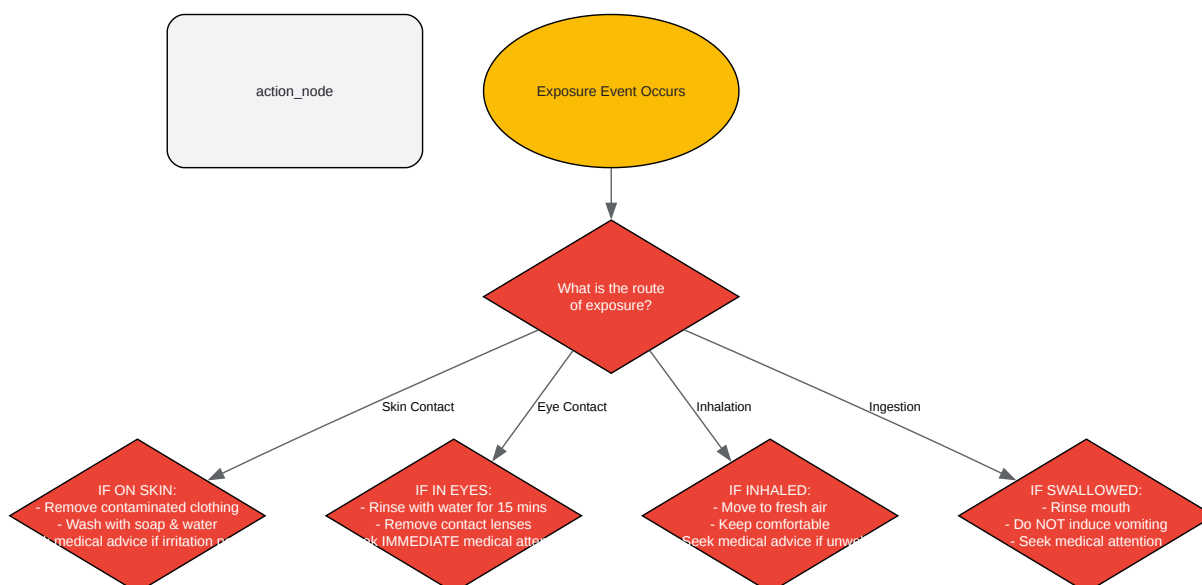 action_node
Exposure Event Occurs
What is the route
of exposure?
Skin Contact
Eye Contact
Inhalation
Ingestion
IF ON SKIN:
- Remove contaminated clothing
- Wash with soap & water
medical advice if irritation
IF IN EYES:
- Rinse with water for 15 mins
- Remove contact lenses
IMMEDIATE medical
IF INHALED:
- Move to fresh air
- Keep comfortable
Seek medical advice if
IF SWALLOWED:
- Rinse mouth
- Do NOT induce vomiting
- Seek medical attention